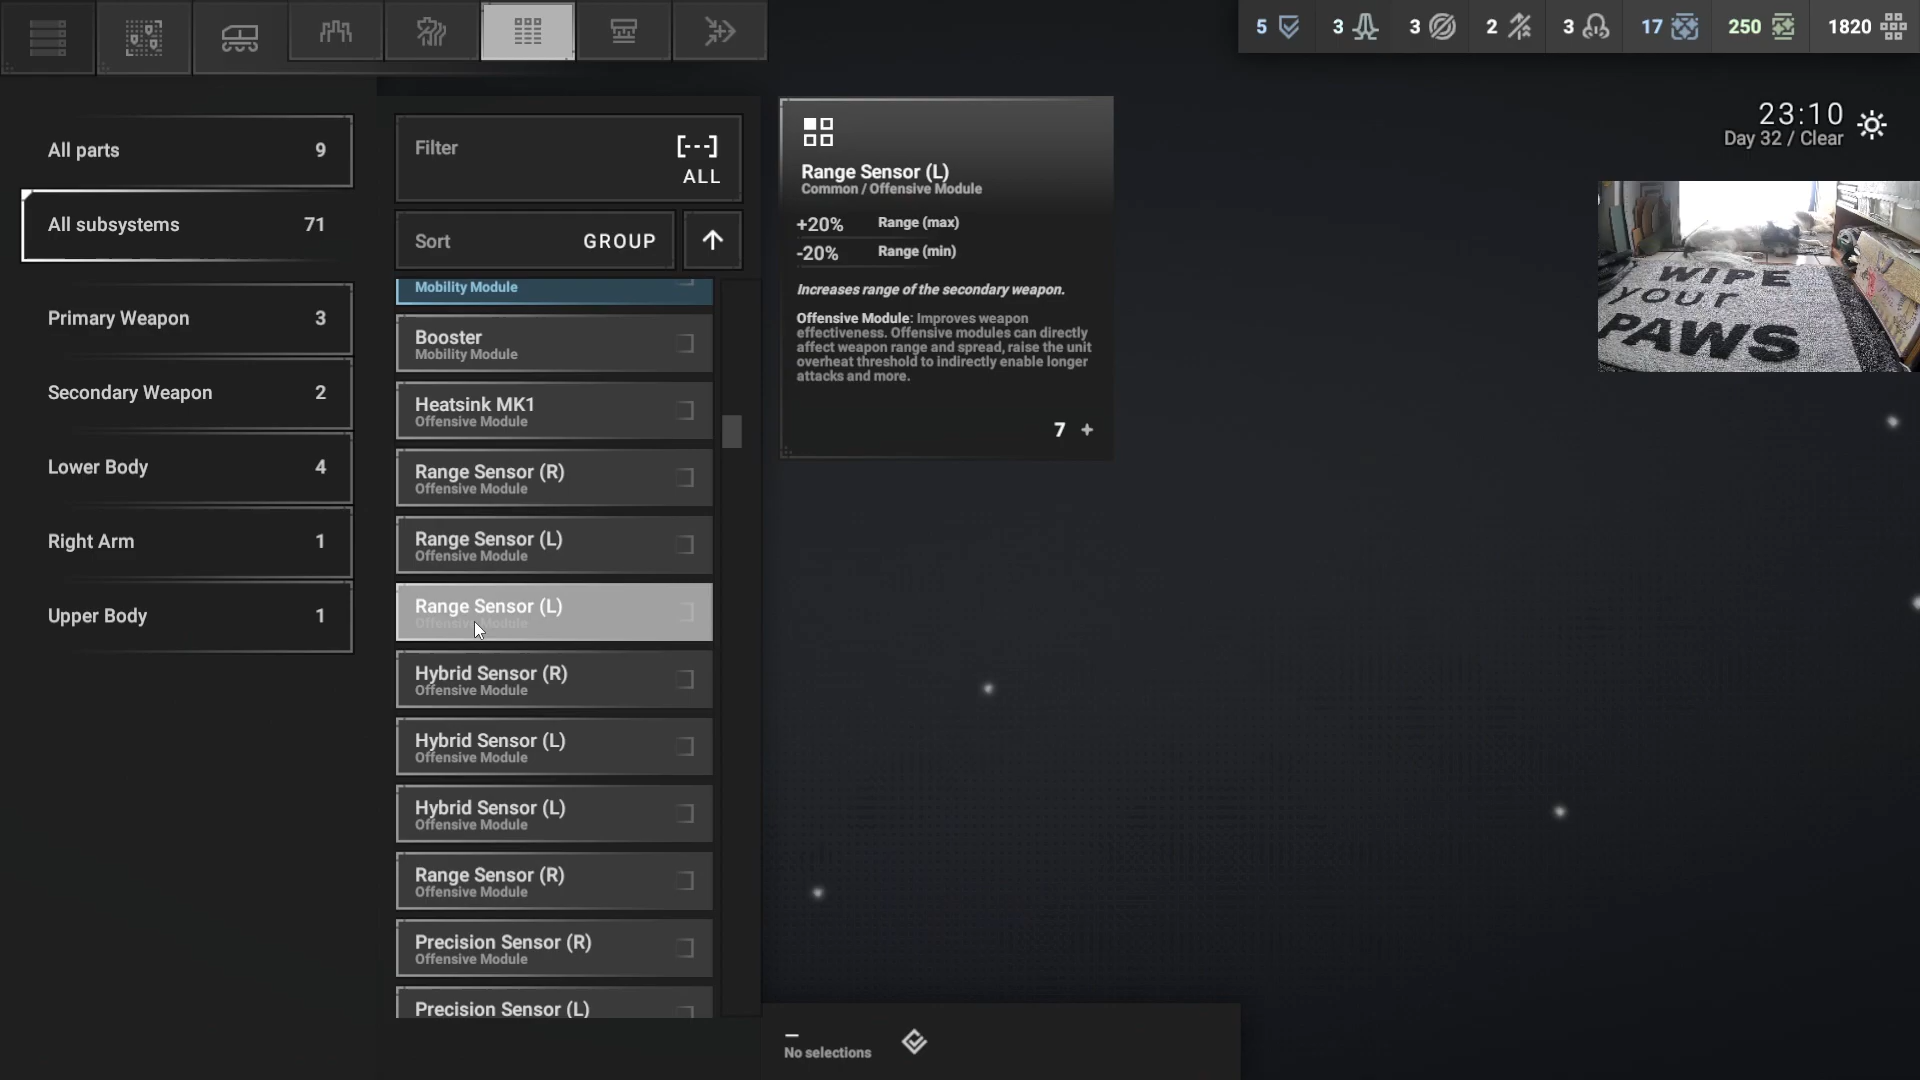 5
3
3
2
3
17
250
1820
All parts 9
All subsystems 71
Primary Weapon 3
Secondary Weapon 2
Lower Body 4
Right Arm 1
Upper Body 1
Filter [---]
ALL
Sort GROUP
Mobility Module
Booster
Mobility Module
Heatsink MK1
Offensive Module
Range Sensor (R)
Offensive Module
Range Sensor (L)
Offensive Module
Range Sensor (L)
Offensive Module
Hybrid Sensor (R)
Offensive Module
Hybrid Sensor (L)
Offensive Module
Hybrid Sensor (L)
Offensive Module
Range Sensor (R)
Offensive Module
Precision Sensor (R)
Offensive Module
Precision Sensor (L)
Range Sensor (L)
Common / Offensive Module
+20% Range (max)
-20% Range (min)
Increases range of the secondary weapon.
Offensive Module: Improves weapon
effectiveness. Offensive modules can directly
affect weapon range and spread, raise the unit
overheat threshold to indirectly enable longer
attacks and more.
7 +
23:10
Day 32 / Clear
WIPE
YOUR
PAWS
–
No selections